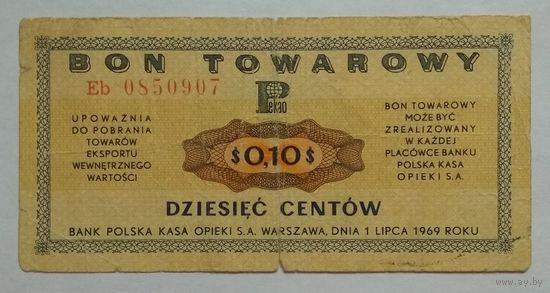 BON TOWAROWY
Eb 0850907
Pekao
UPOWAŻNIA
DO POBRANIA
TOWARÓW
EKSPORTU
WEWNĘTRZNEGO
WARTOŚCI
$0,10$
BON TOWAROWY
MOŻE BYĆ
ZREALIZOWANY
W KAŻDEJ
PLACÓWCE BANKU
POLSKA KASA
OPIEKI S.A.
DZIESIĘĆ CENTÓW
BANK POLSKA KASA OPIEKI S.A. WARSZAWA, DNIA 1 LIPCA 1969 ROKU
www.ay.by